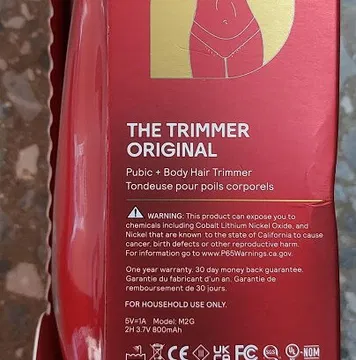 THE TRIMMER
ORIGINAL
Pubic + Body Hair Trimmer
Tondeuse pour poils corporels
WARNING: This product can expose you to
chemicals including Cobalt Lithium Nickel Oxide, and
Nickel that are known to the state of California to cause
cancer, birth defects or other reproductive harm.
For information go to www.P65Warnings.ca.gov.
One year warranty. 30 day money back guarantee.
Garantie du fabricant d'un an. Garantie de
remboursement de 30 jours.
FOR HOUSEHOLD USE ONLY.
5V=1A Model: M2G
2H 3.7V 800mAh
CE UK CA FC SGS UL NOM